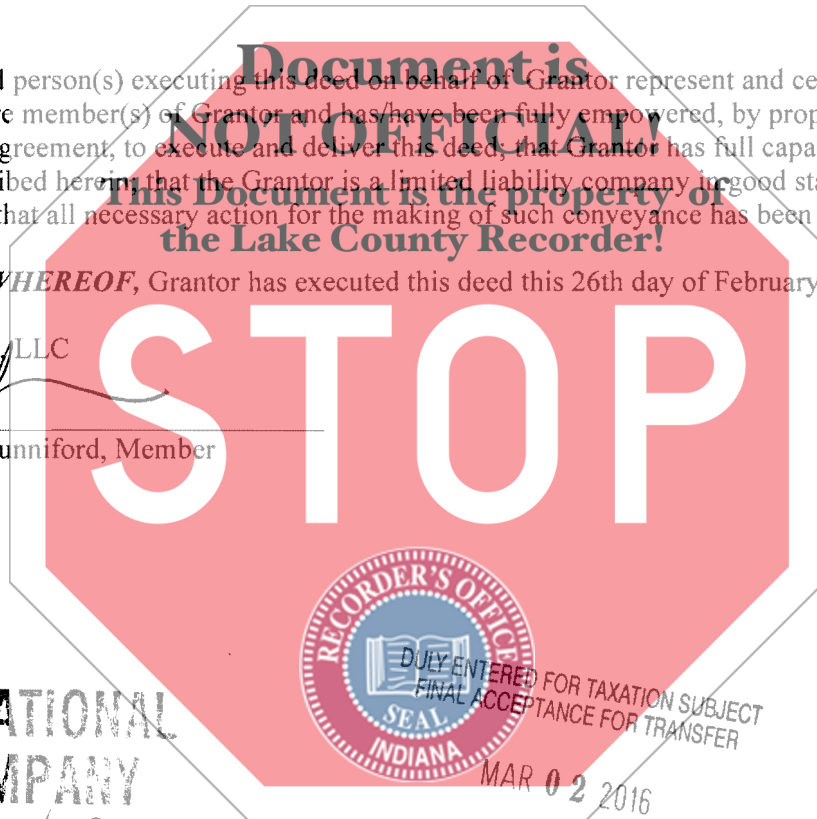 Document is
person(s) executing this deed on behalf of Grantor represent and ce
re member(s) of Grantor and has/have been fully empowered, by prop
NOT OFFICIAL!
greement, to execute and deliver this deed; that Grantor has full capa
ibed herein; that the Grantor is a limited liability company in good sta
This Document is the property of
hat all necessary action for the making of such conveyance has been
the Lake County Recorder!
WHEREOF, Grantor has executed this deed this 26th day of February
STOP
LLC
unniford, Member
RECORDER'S OFFICE
SEAL
INDIANA
DULY ENTERED FOR TAXATION SUBJECT
FINAL ACCEPTANCE FOR TRANSFER
MAR 02 2016
ATIONAL
MPANY